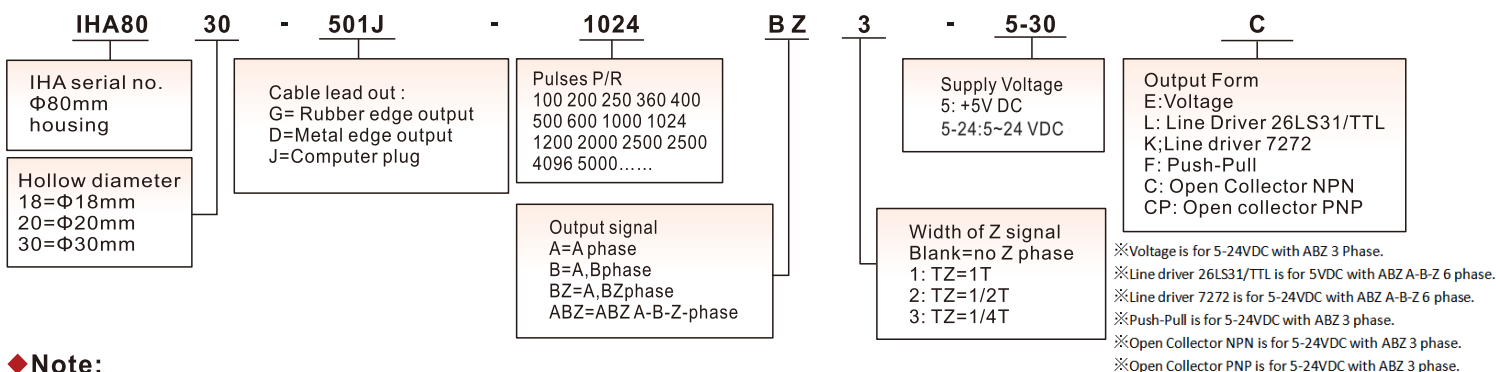 IHA80 30 - 501J - 1024 BZ 3 - 5-30 C
IHA serial no.
Φ80mm
housing
Hollow diameter
18=Φ18mm
20=Φ20mm
30=Φ30mm
Cable lead out :
G= Rubber edge output
D=Metal edge output
J=Computer plug
Pulses P/R
100 200 250 360 400
500 600 1000 1024
1200 2000 2500 2500
4096 5000......
Output signal
A=A phase
B=A,Bphase
BZ=A,BZphase
ABZ=ABZ A-B-Z-phase
Width of Z signal
Blank=no Z phase
1: TZ=1T
2: TZ=1/2T
3: TZ=1/4T
Supply Voltage
5: +5V DC
5-24:5~24 VDC
Output Form
E:Voltage
L: Line Driver 26LS31/TTL
K;Line driver 7272
F: Push-Pull
C: Open Collector NPN
CP: Open collector PNP
※Voltage is for 5-24VDC with ABZ 3 Phase.
※Line driver 26LS31/TTL is for 5VDC with ABZ A-B-Z 6 phase.
※Line driver 7272 is for 5-24VDC with ABZ A-B-Z 6 phase.
※Push-Pull is for 5-24VDC with ABZ 3 phase.
※Open Collector NPN is for 5-24VDC with ABZ 3 phase.
※Open Collector PNP is for 5-24VDC with ABZ 3 phase.
◆Note: